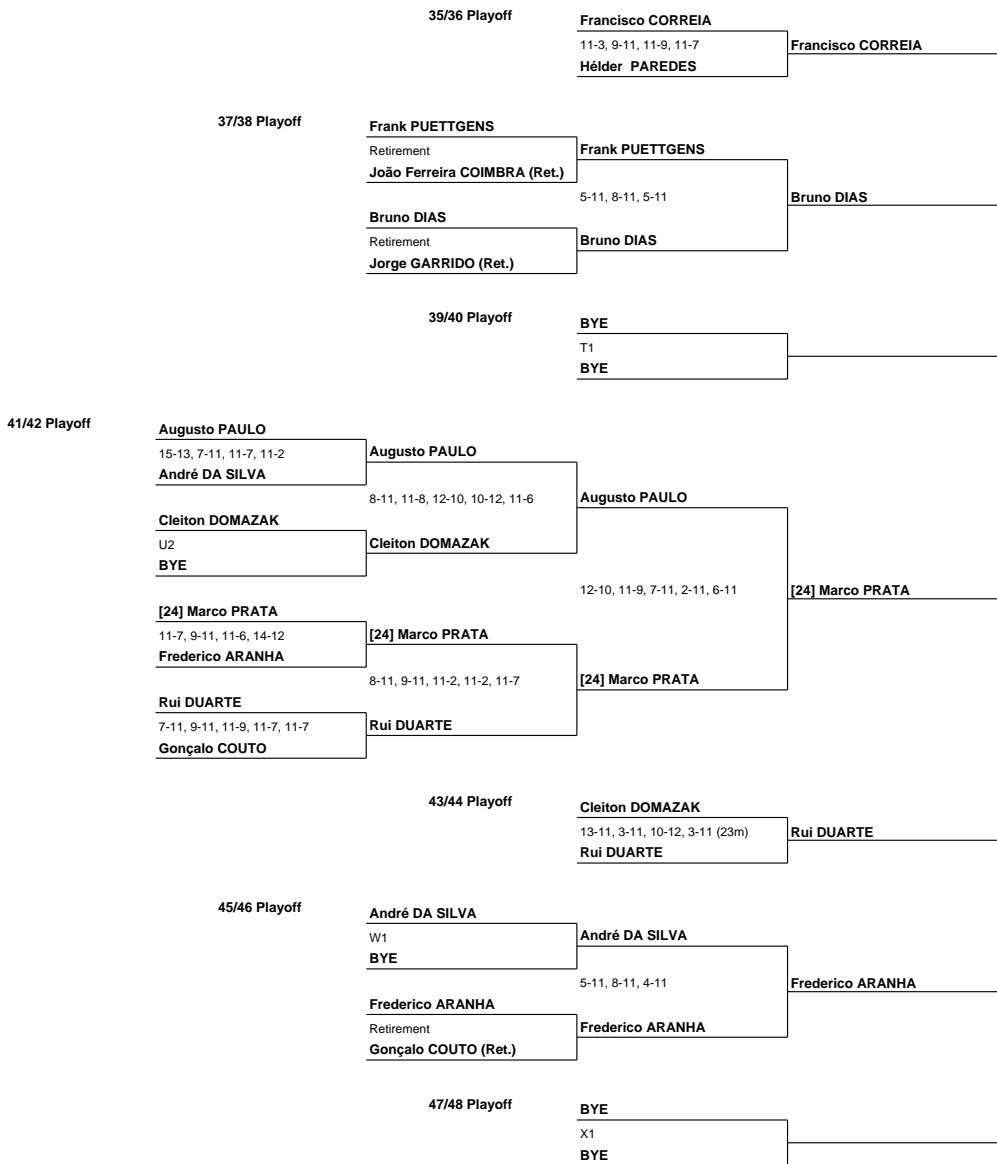 35/36 Playoff
Francisco CORREIA
11-3, 9-11, 11-9, 11-7
Francisco CORREIA
Hélder  PAREDES
37/38 Playoff
Frank PUETTGENS
Retirement
Frank PUETTGENS
João Ferreira COIMBRA (Ret.)
5-11, 8-11, 5-11
Bruno DIAS
Bruno DIAS
Retirement
Bruno DIAS
Jorge GARRIDO (Ret.)
39/40 Playoff
BYE
T1
BYE
41/42 Playoff
Augusto PAULO
15-13, 7-11, 11-7, 11-2
Augusto PAULO
André DA SILVA
8-11, 11-8, 12-10, 10-12, 11-6
Augusto PAULO
Cleiton DOMAZAK
U2
Cleiton DOMAZAK
BYE
12-10, 11-9, 7-11, 2-11, 6-11
[24] Marco PRATA
[24] Marco PRATA
11-7, 9-11, 11-6, 14-12
[24] Marco PRATA
Frederico ARANHA
8-11, 9-11, 11-2, 11-2, 11-7
[24] Marco PRATA
Rui DUARTE
7-11, 9-11, 11-9, 11-7, 11-7
Rui DUARTE
Gonçalo COUTO
43/44 Playoff
Cleiton DOMAZAK
13-11, 3-11, 10-12, 3-11 (23m)
Rui DUARTE
Rui DUARTE
45/46 Playoff
André DA SILVA
W1
André DA SILVA
BYE
5-11, 8-11, 4-11
Frederico ARANHA
Frederico ARANHA
Retirement
Frederico ARANHA
Gonçalo COUTO (Ret.)
47/48 Playoff
BYE
X1
BYE